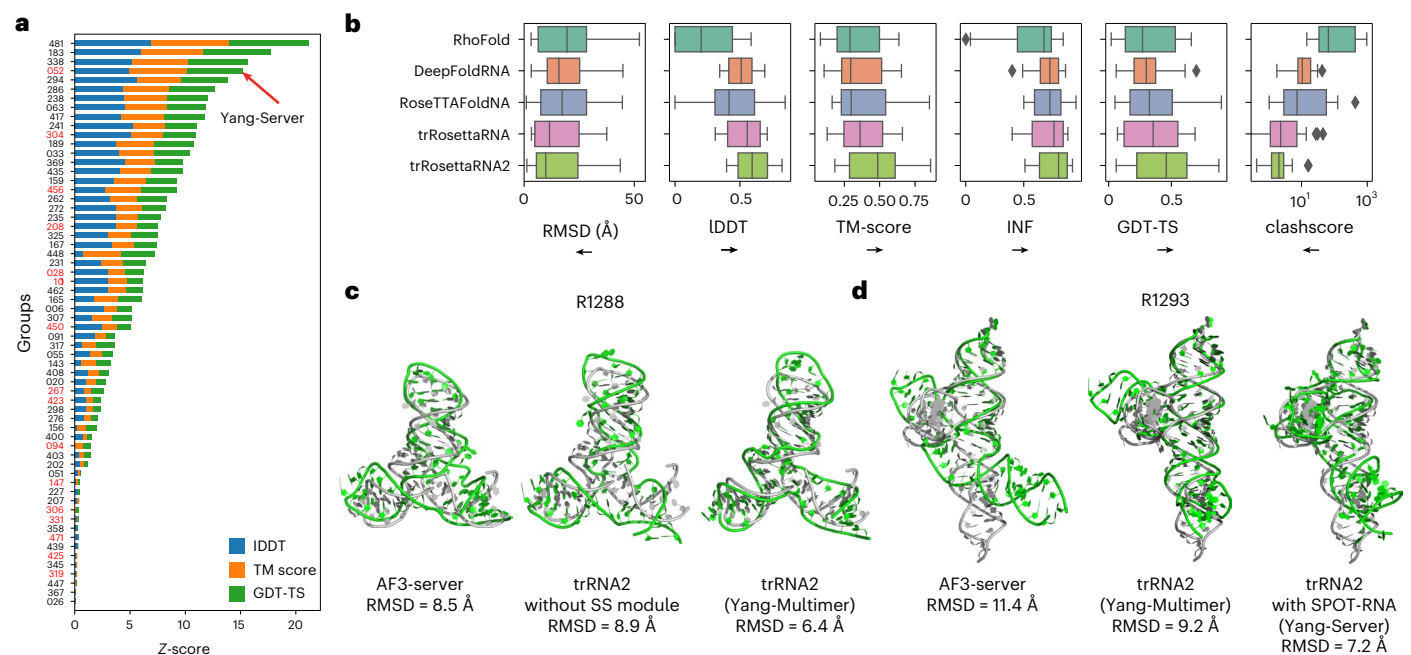 a
481
183
338
052
294
286
238
063
417
241
304
189
033
369
435
159
456
262
272
235
208
325
167
448
231
028
10
462
165
006
307
450
091
317
055
143
408
020
267
423
298
276
156
400
094
403
202
051
147
227
207
306
331
358
471
439
425
345
319
447
367
026
Groups
Yang-Server
lDDT
TM score
GDT-TS
0 5 10 15 20
Z-score
b
RhoFold
DeepFoldRNA
RoseTTAFoldNA
trRosettaRNA
trRosettaRNA2
0 50
RMSD (Å)
←
0 0.5
lDDT
→
0.25 0.50 0.75
TM-score
→
0 0.5
INF
→
0 0.5
GDT-TS
→
10¹ 10³
clashscore
←
c
R1288
AF3-server
RMSD = 8.5 Å
trRNA2
without SS module
RMSD = 8.9 Å
trRNA2
(Yang-Multimer)
RMSD = 6.4 Å
d
R1293
AF3-server
RMSD = 11.4 Å
trRNA2
(Yang-Multimer)
RMSD = 9.2 Å
trRNA2
with SPOT-RNA
(Yang-Server)
RMSD = 7.2 Å